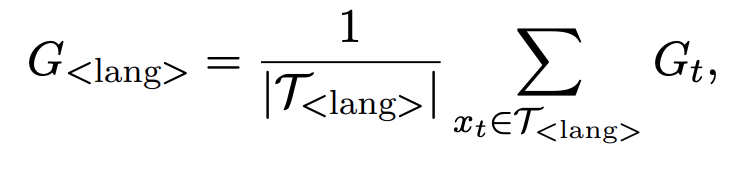 G_{<lang>} = \frac{1}{|\mathcal{T}_{<lang>}|} \sum_{x_t \in \mathcal{T}_{<lang>}} G_t,